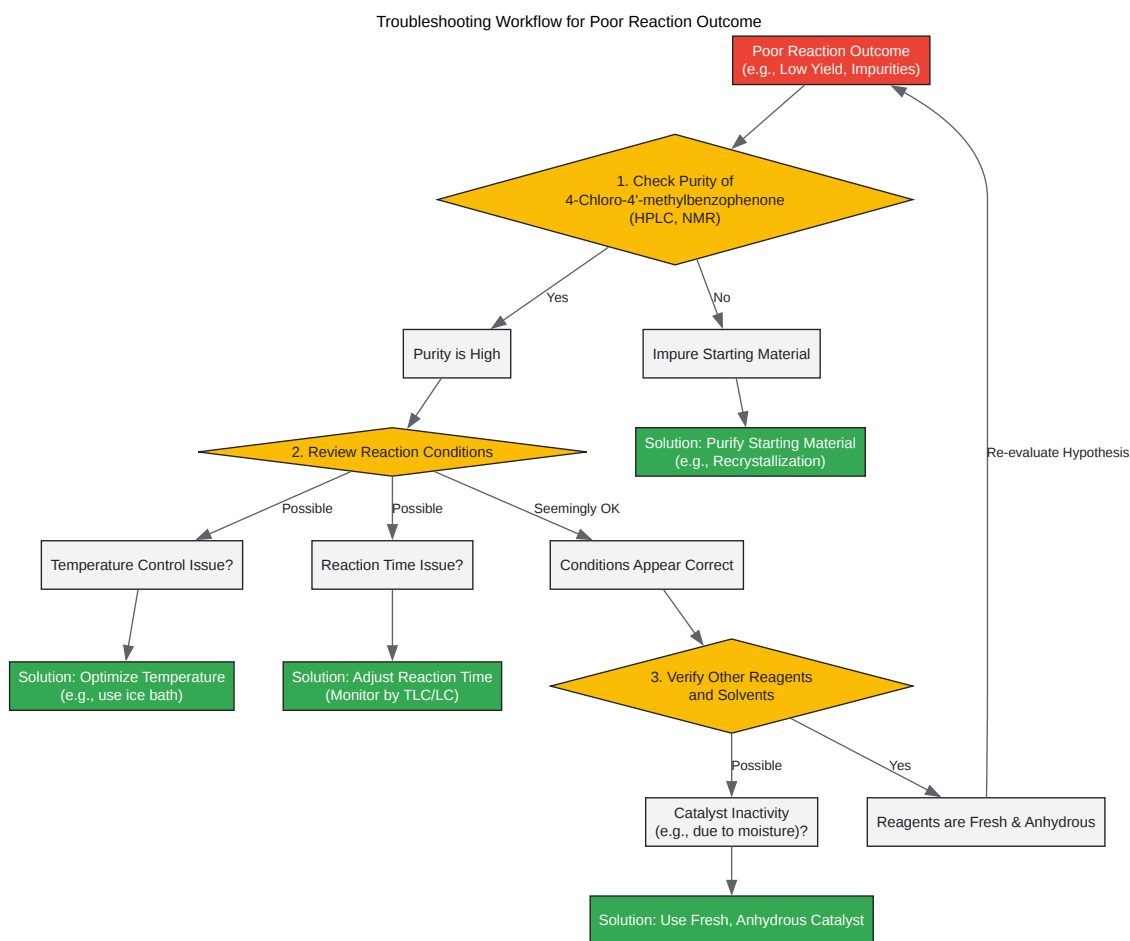 Troubleshooting Workflow for Poor Reaction Outcome
Poor Reaction Outcome
(e.g., Low Yield, Impurities)
1. Check Purity of
4-Chloro-4'-methylbenzophenone
(HPLC, NMR)
Yes
No
Purity is High
Impure Starting Material
Solution: Purify Starting Material
(e.g., Recrystallization)
2. Review Reaction Conditions
Re-evaluate Hypothesis
Possible
Possible
Seemingly OK
Temperature Control Issue?
Reaction Time Issue?
Conditions Appear Correct
Solution: Optimize Temperature
(e.g., use ice bath)
Solution: Adjust Reaction Time
(Monitor by TLC/LC)
3. Verify Other Reagents
and Solvents
Possible
Yes
Catalyst Inactivity
(e.g., due to moisture)?
Reagents are Fresh & Anhydrous
Solution: Use Fresh, Anhydrous Catalyst